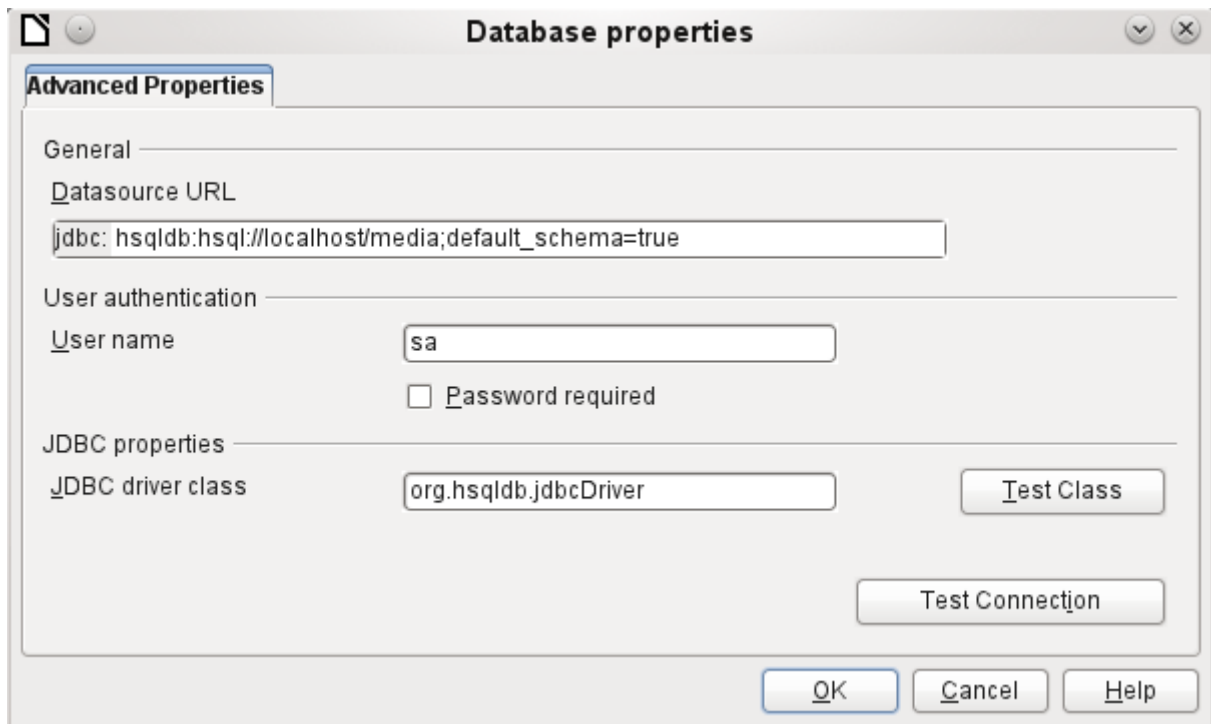 Database properties
Advanced Properties
General
Datasource URL
jdbc: hsqldb:hsql://localhost/media;default_schema=true
User authentication
User name
sa
Password required
JDBC properties
JDBC driver class
org.hsqldb.jdbcDriver
Test Class
Test Connection
OK
Cancel
Help